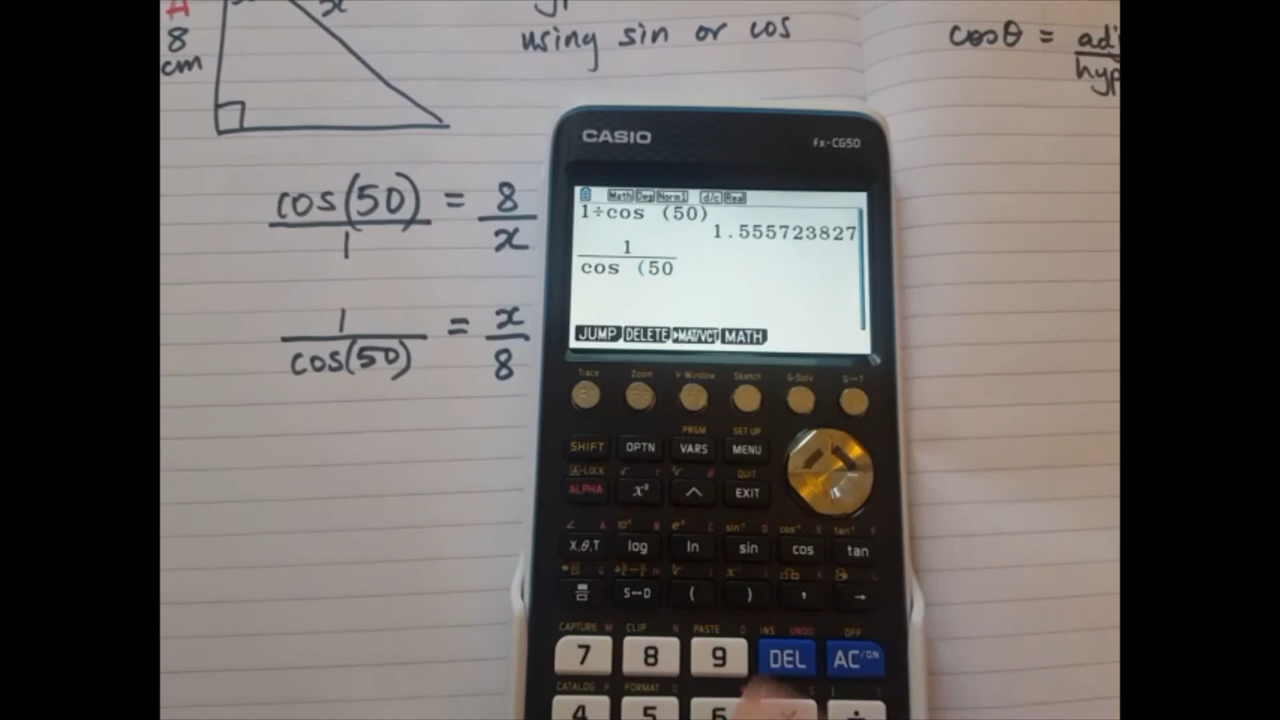 A
8
cm
x
using sin or cos
cosθ = adj
hyp
cos(50) = 8
1 x
1 = x
cos(50) 8
CASIO
fx-CG50
Math Deg Norm1 d/c Real
1÷cos (50)
1.555723827
1
cos (50
JUMP DELETE ▶MAT/VCT MATH
Trace Zoom V-Window Sketch G-Solv G↔T
F1 F2
PRGM SET UP
SHIFT OPTN VARS MENU
A-LOCK QUIT
ALPHA x² ^ EXIT
10ˣ B eˣ C sin⁻¹ D cos⁻¹ E tan⁻¹ F
X,θ,T log ln sin cos tan
S↔D ( ) , →
CAPTURE CLIP PASTE INS UNDO OFF
7 8 9 DEL AC/ON
CATALOG FORMAT
4 5 6 × ÷